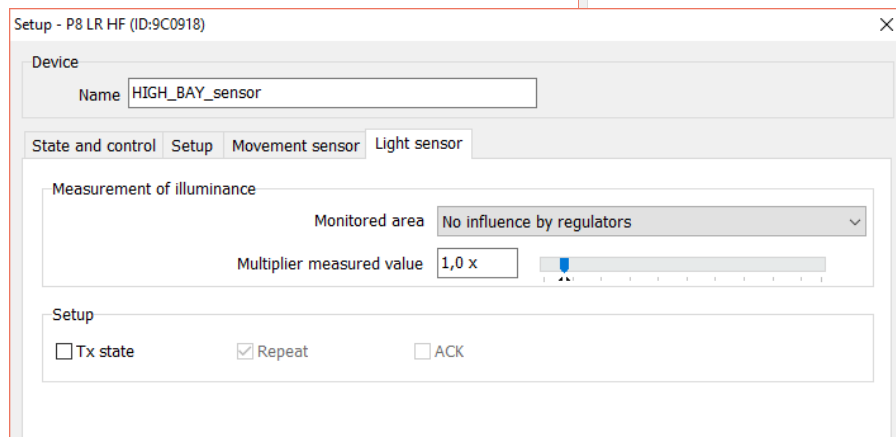 Setup - P8 LR HF (ID:9C0918)
Device
Name HIGH_BAY_sensor
State and control Setup Movement sensor Light sensor
Measurement of illuminance
Monitored area No influence by regulators
Multiplier measured value 1,0 x
Setup
Tx state Repeat ACK